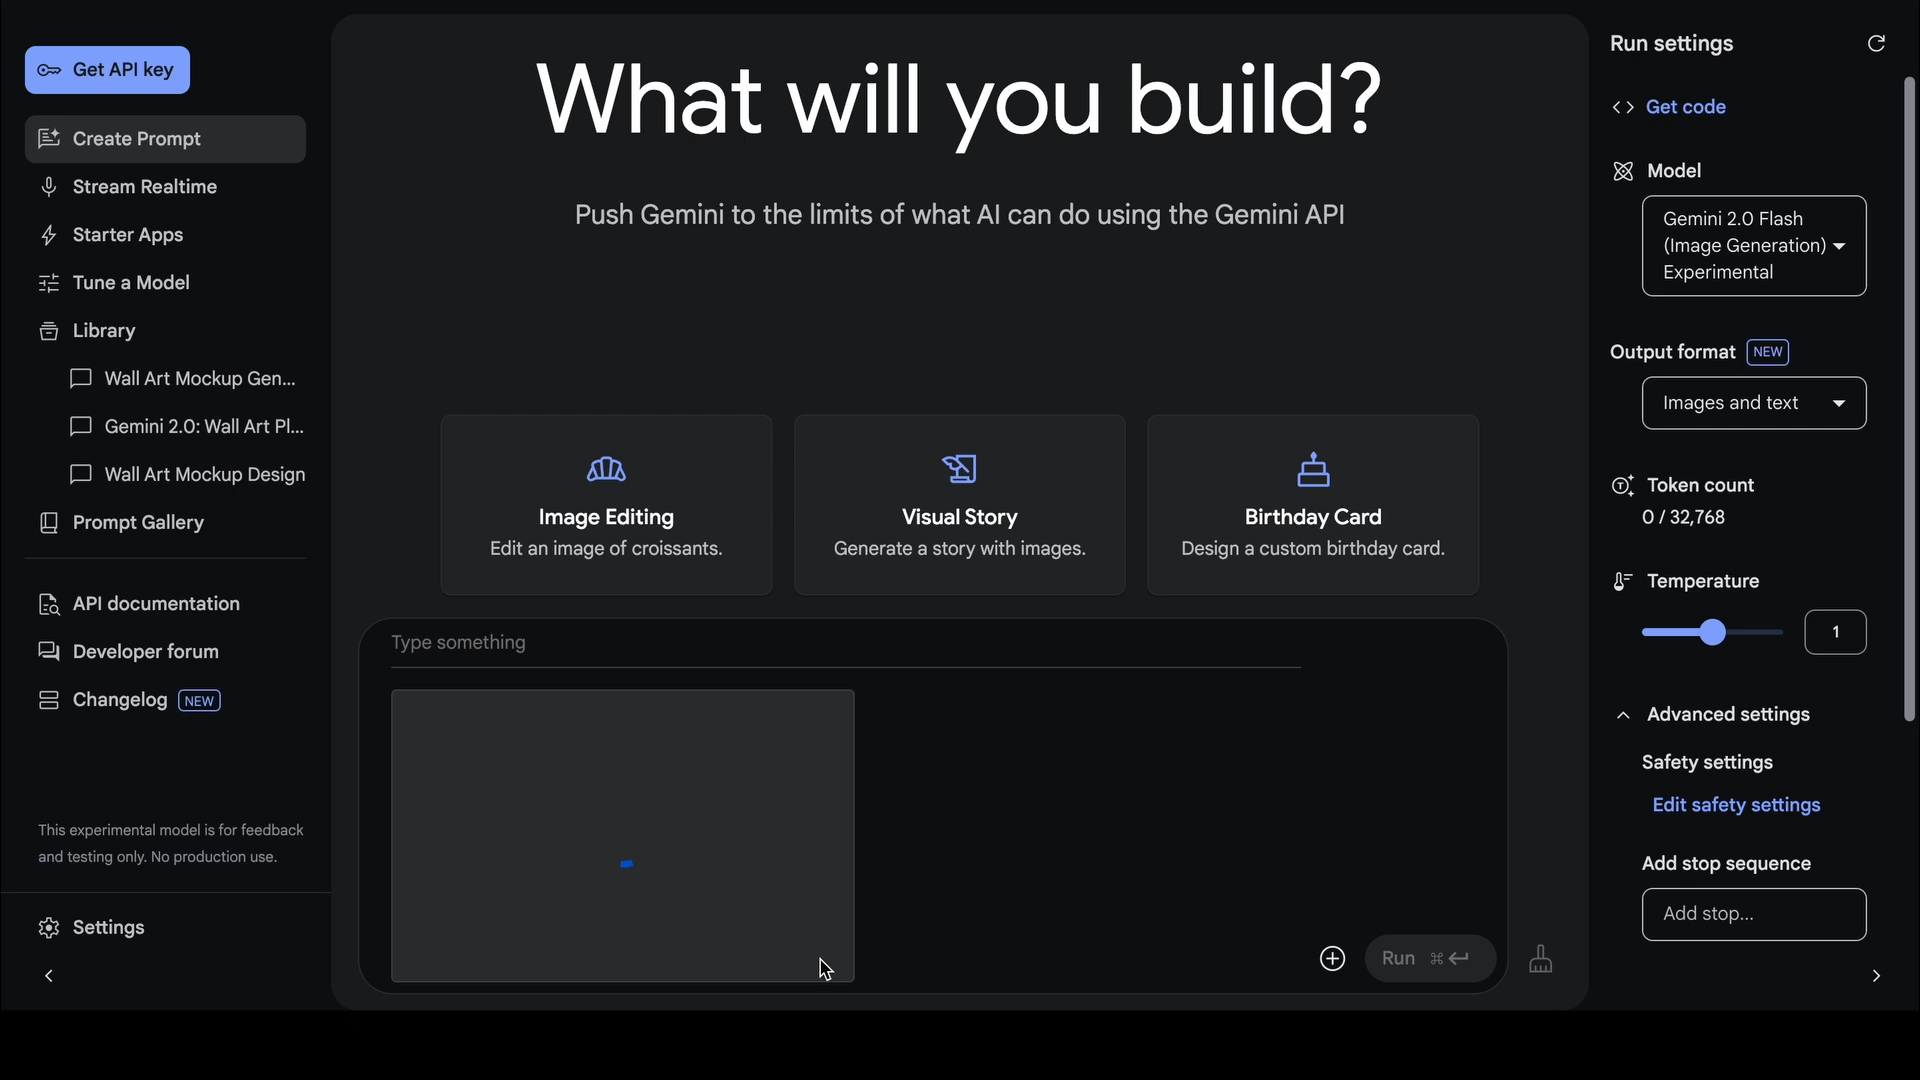 Get API key
Create Prompt
Stream Realtime
Starter Apps
Tune a Model
Library
Wall Art Mockup Gen...
Gemini 2.0: Wall Art Pl...
Wall Art Mockup Design
Prompt Gallery
API documentation
Developer forum
Changelog NEW
This experimental model is for feedback
and testing only. No production use.
Settings
What will you build?
Push Gemini to the limits of what AI can do using the Gemini API
Image Editing
Edit an image of croissants.
Visual Story
Generate a story with images.
Birthday Card
Design a custom birthday card.
Type something
Run ⌘↵
Run settings
Get code
Model
Gemini 2.0 Flash
(Image Generation)
Experimental
Output format NEW
Images and text
Token count
0 / 32,768
Temperature
1
Advanced settings
Safety settings
Edit safety settings
Add stop sequence
Add stop...